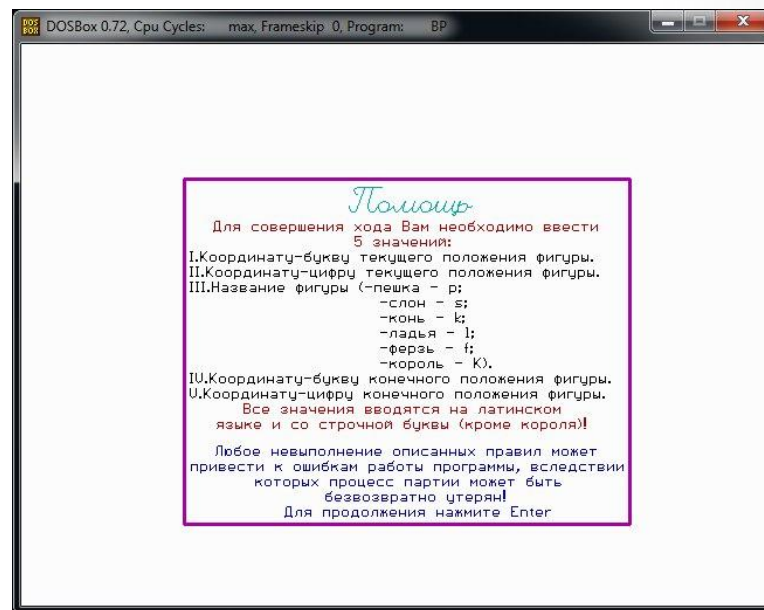 DOSBox 0.72, Cpu Cycles: max, Frameskip 0, Program: BP
Помощь
Для совершения хода Вам необходимо ввести
5 значений:
I.Координату-букву текущего положения фигуры.
II.Координату-цифру текущего положения фигуры.
III.Название фигуры (-пешка - p;
-слон - s;
-конь - k;
-ладья - l;
-ферзь - f;
-король - K).
IV.Координату-букву конечного положения фигуры.
V.Координату-цифру конечного положения фигуры.
Все значения вводятся на латинском
языке и со строчной буквы (кроме короля)!
Любое невыполнение описанных правил может
привести к ошибкам работы программы, вследствии
которых процесс партии может быть
безвозвратно утерян!
Для продолжения нажмите Enter